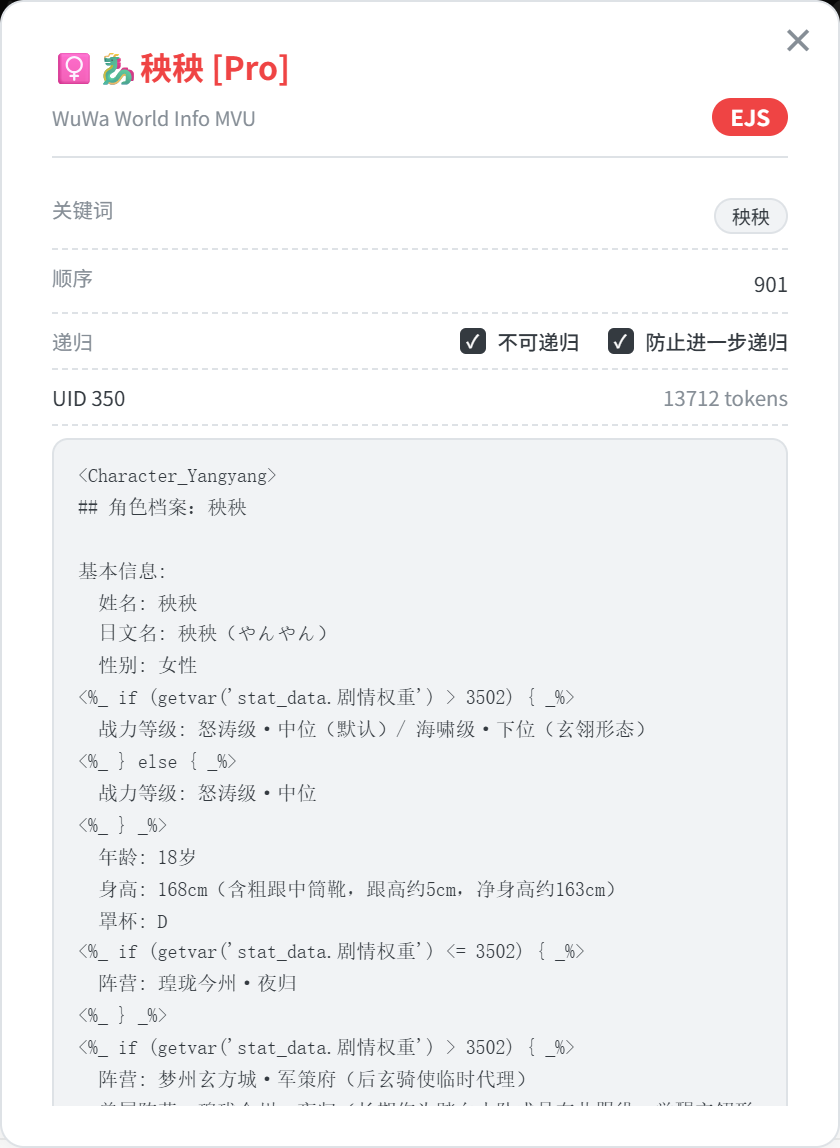 秧秧 [Pro]
WuWa World Info MVU
EJS
关键词
秧秧
顺序
901
递归
不可递归
防止进一步递归
UID 350
13712 tokens
<Character_Yangyang>
## 角色档案: 秧秧
基本信息:
姓名: 秧秧
日文名: 秧秧（やんやん）
性别: 女性
<%_ if (getvar('stat_data.剧情权重') > 3502) { _%>
战力等级: 怒涛级·中位（默认）/ 海啸级·下位（玄翎形态）
<%_ } else { _%>
战力等级: 怒涛级·中位
<%_ } _%>
年龄: 18岁
身高: 168cm（含粗跟中筒靴，跟高约5cm，净身高约163cm）
罩杯: D
<%_ if (getvar('stat_data.剧情权重') <= 3502) { _%>
阵营: 瑝珑今州·夜归
<%_ } _%>
<%_ if (getvar('stat_data.剧情权重') > 3502) { _%>
阵营: 梦州玄方城·军策府（后玄骑使临时代理）